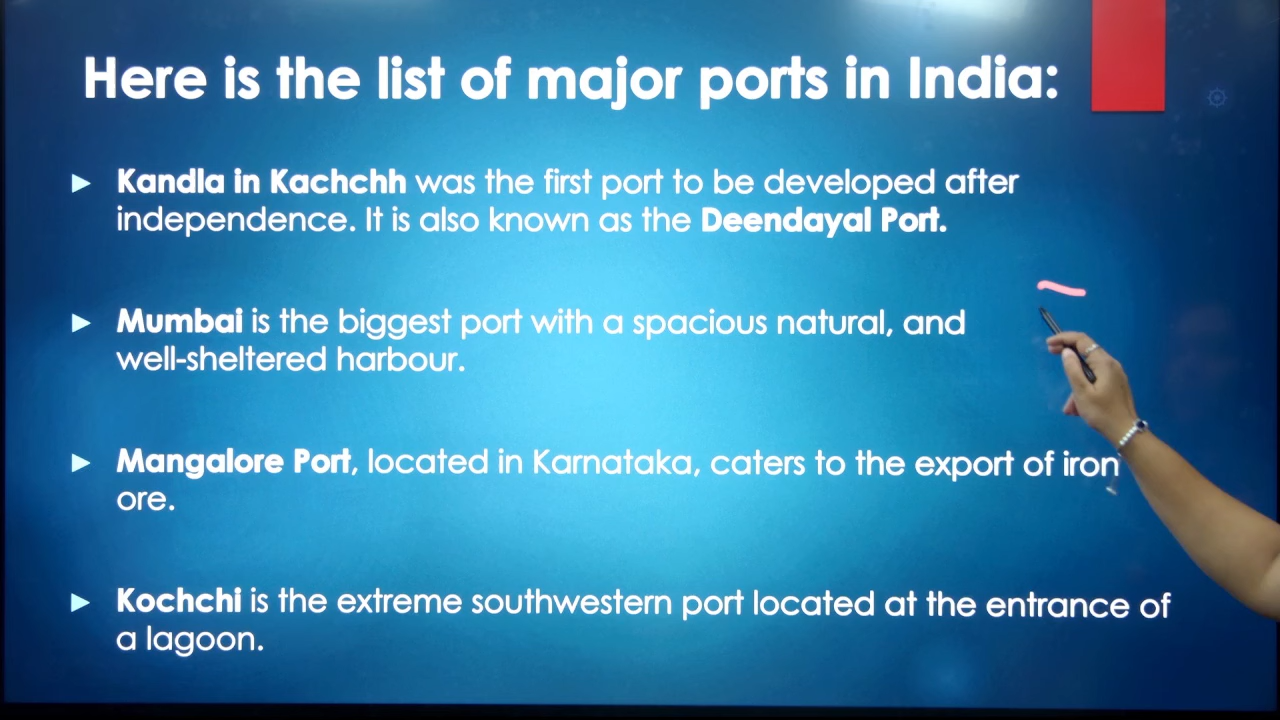 Here is the list of major ports in India:
Kandla in Kachchh was the first port to be developed after
independence. It is also known as the Deendayal Port.
Mumbai is the biggest port with a spacious natural, and
well-sheltered harbour.
Mangalore Port, located in Karnataka, caters to the export of iron
ore.
Kochchi is the extreme southwestern port located at the entrance of
a lagoon.